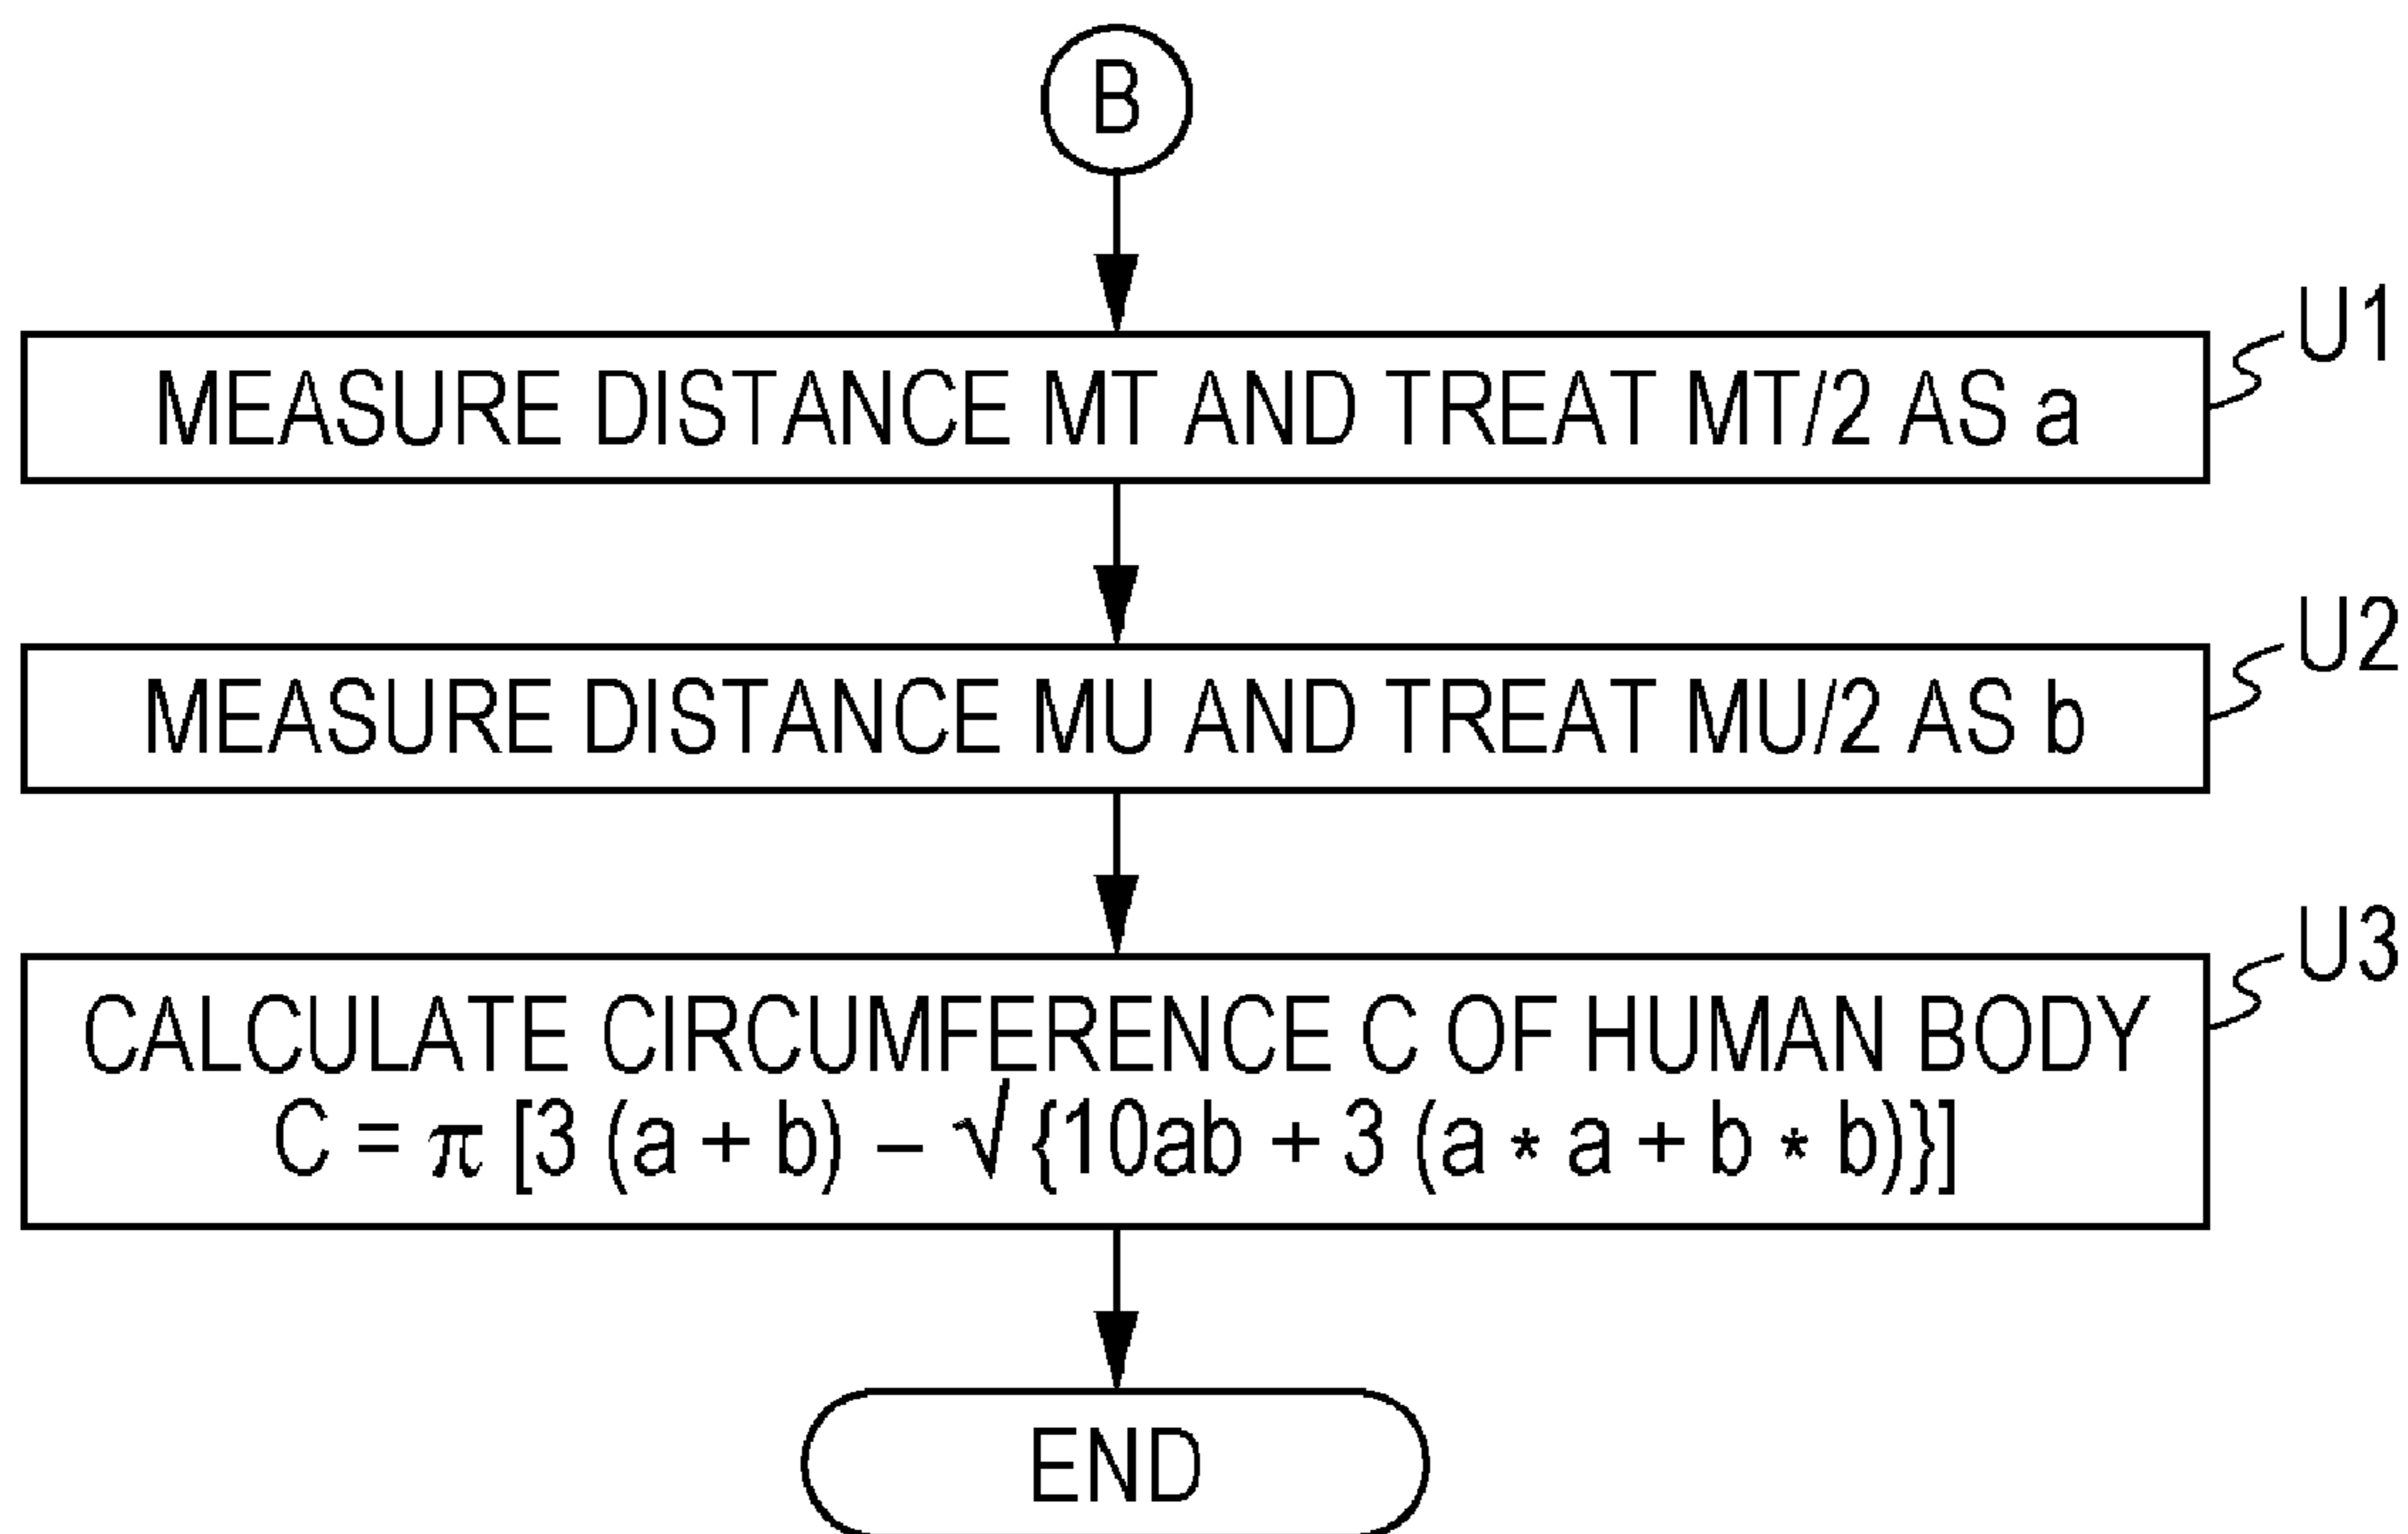 B
MEASURE DISTANCE MT AND TREAT MT/2 AS a
U1
MEASURE DISTANCE MU AND TREAT MU/2 AS b
U2
CALCULATE CIRCUMFERENCE C OF HUMAN BODY
C = π [3 (a + b) – √ {10ab + 3 (a * a + b * b)}]
U3
END